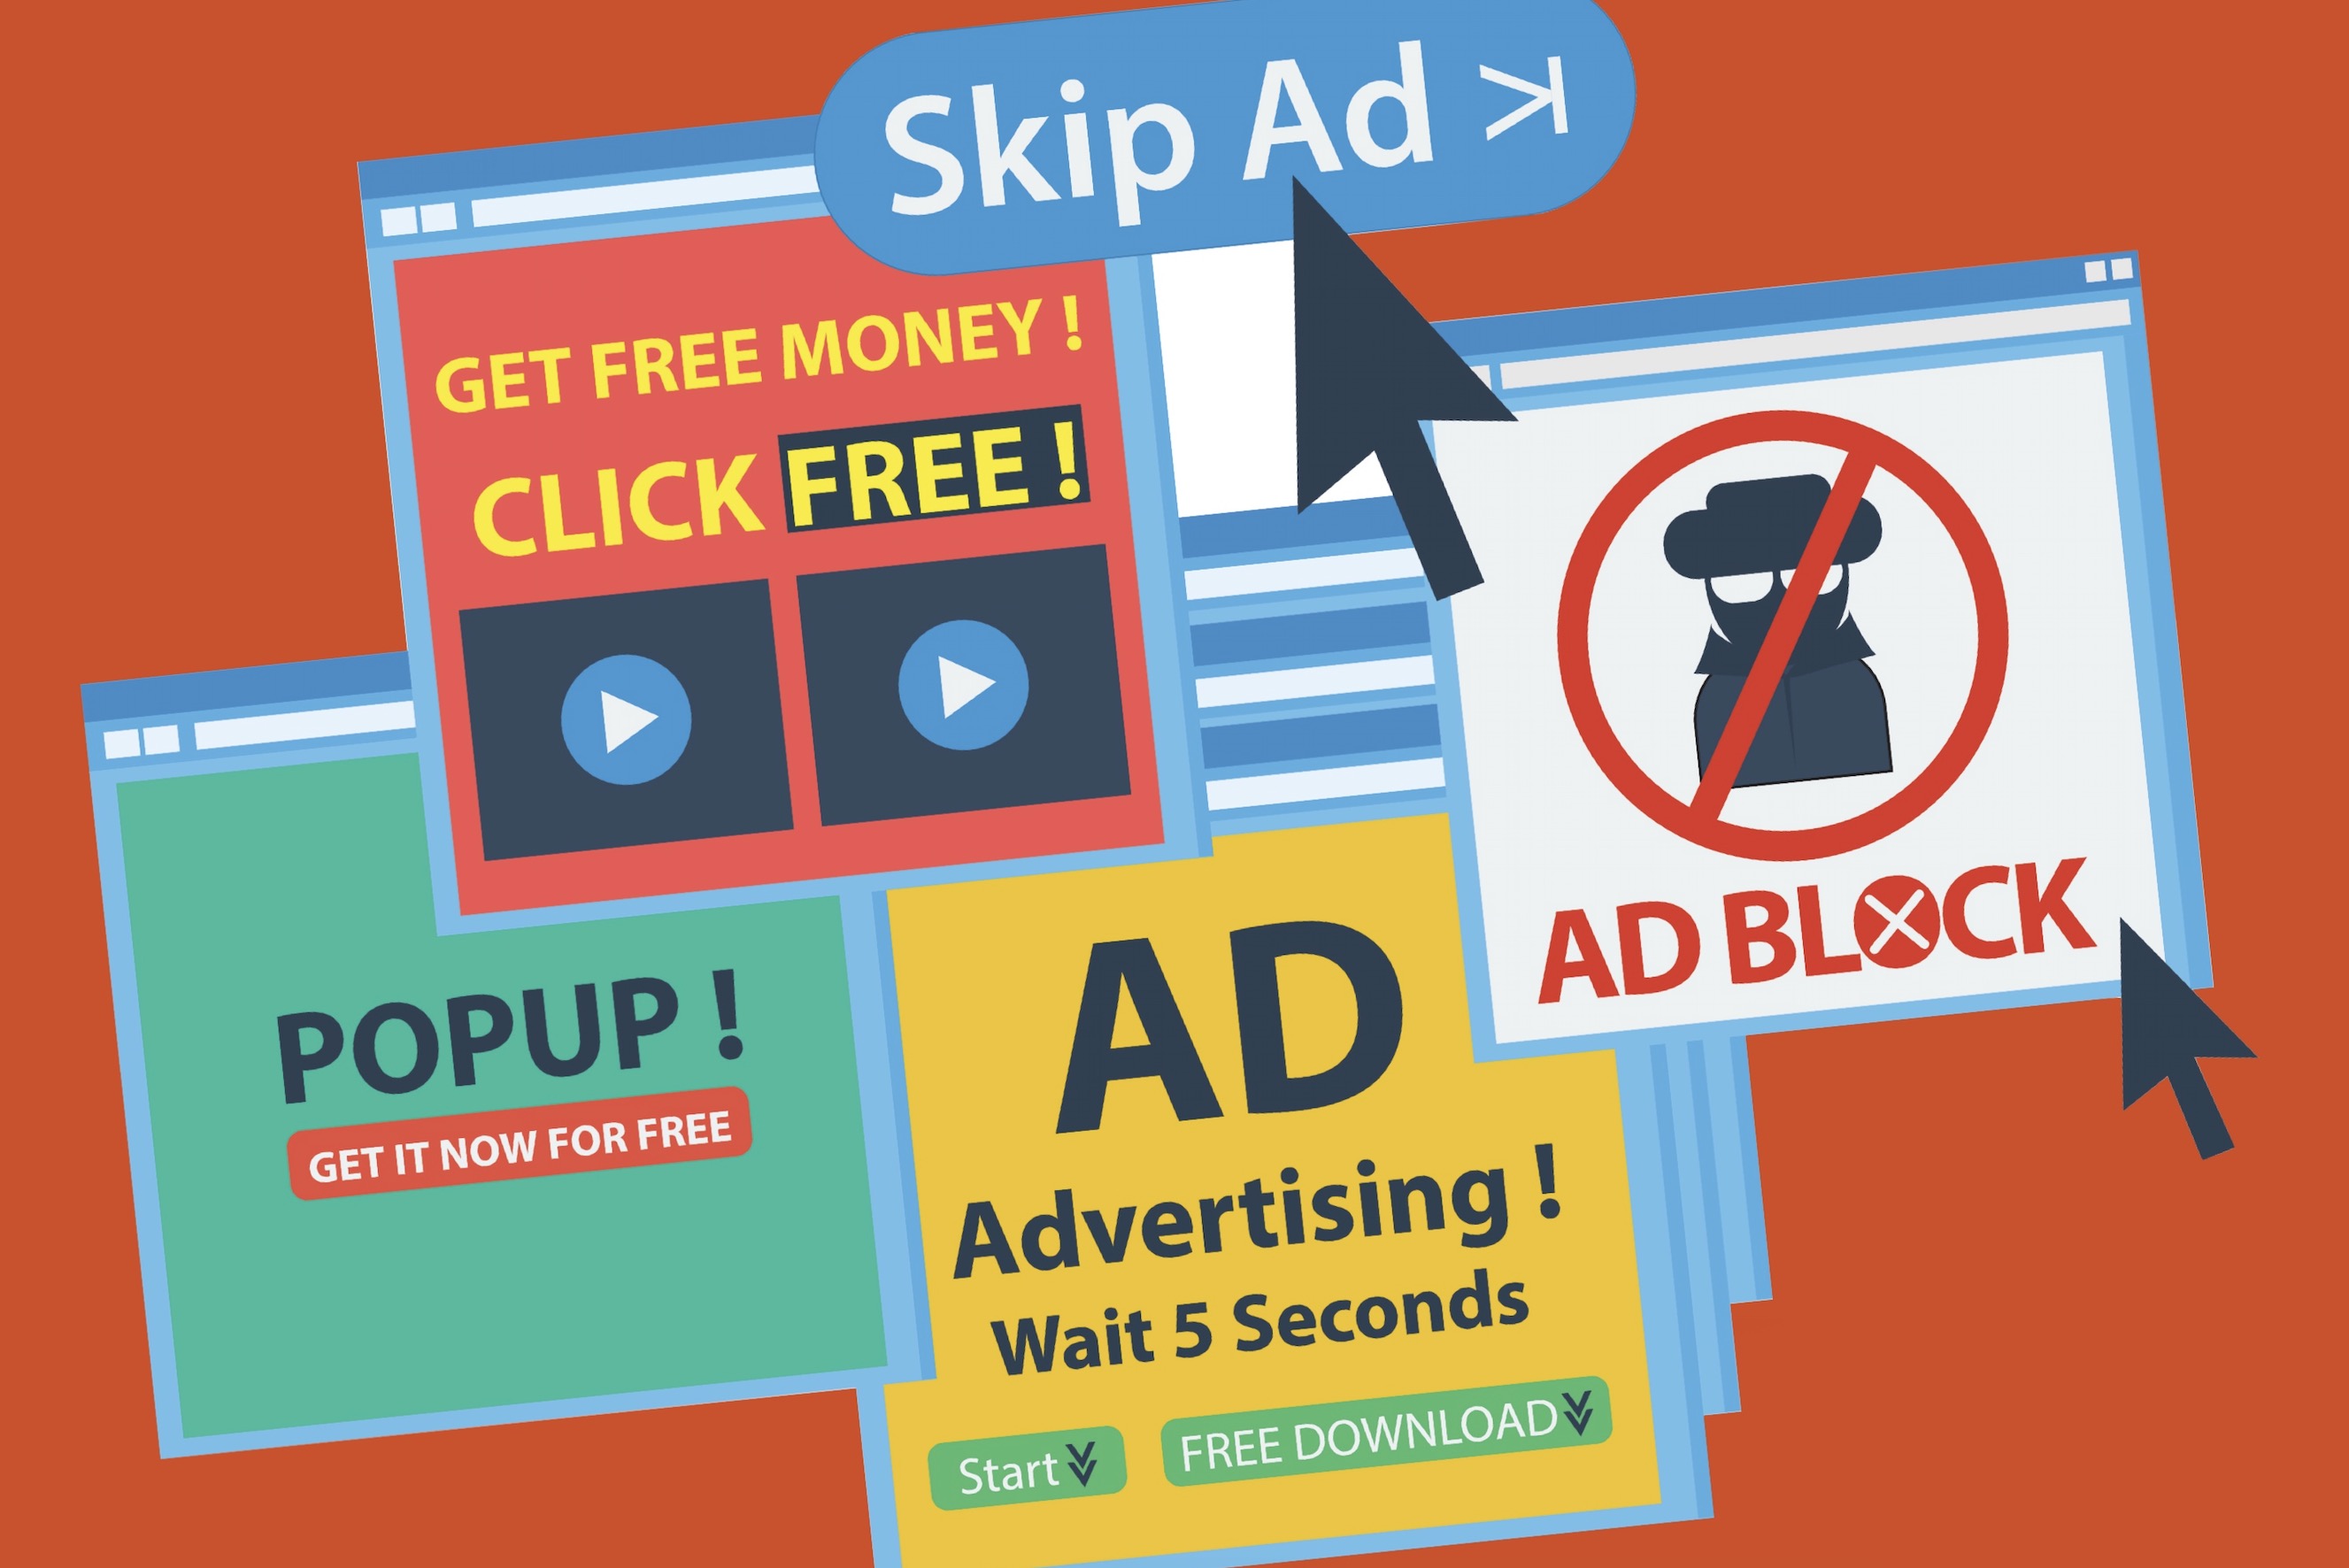 Skip Ad >|
GET FREE MONEY !
CLICK FREE !
POPUP !
GET IT NOW FOR FREE
AD
Advertising !
Wait 5 Seconds
Start
FREE DOWNLOAD
AD BLOCK